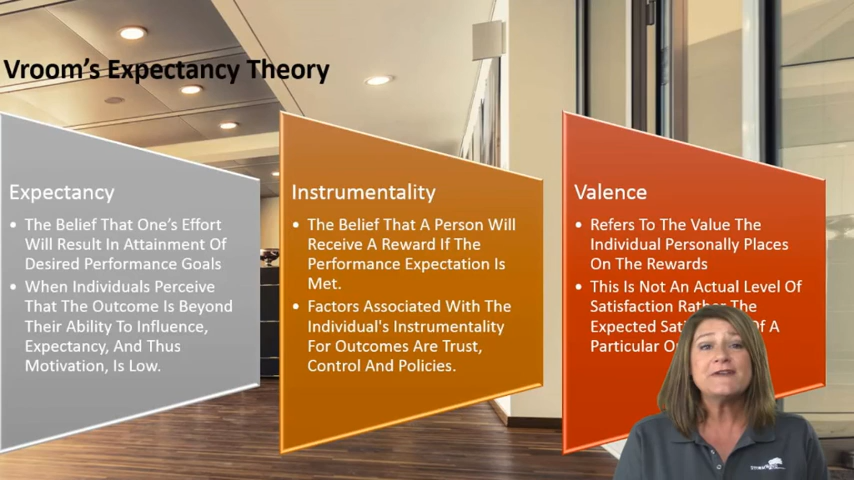 Vroom's Expectancy Theory
Expectancy
• The Belief That One's Effort
Will Result In Attainment Of
Desired Performance Goals
• When Individuals Perceive
That The Outcome Is Beyond
Their Ability To Influence,
Expectancy, And Thus
Motivation, Is Low.
Instrumentality
• The Belief That A Person Will
Receive A Reward If The
Performance Expectation Is
Met.
• Factors Associated With The
Individual's Instrumentality
For Outcomes Are Trust,
Control And Policies.
Valence
• Refers To The Value The
Individual Personally Places
On The Rewards
• This Is Not An Actual Level Of
Satisfaction Rather The
Expected Of A
Particular